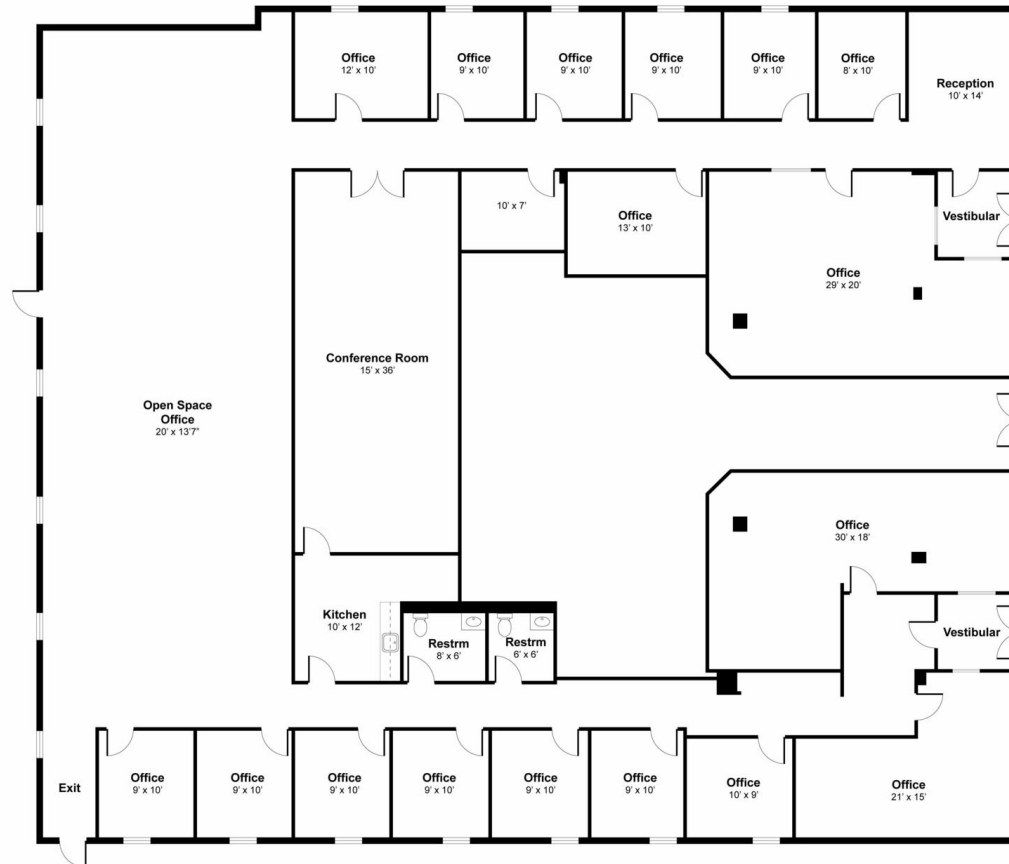 Office
12' x 10'
Office
9' x 10'
Office
9' x 10'
Office
9' x 10'
Office
9' x 10'
Office
8' x 10'
Reception
10' x 14'
10' x 7'
Office
13' x 10'
Vestibular
Office
29' x 20'
Conference Room
15' x 36'
Open Space
Office
20' x 13'7"
Office
30' x 18'
Kitchen
10' x 12'
Restrm
8' x 6'
Restrm
6' x 6'
Vestibular
Exit
Office
9' x 10'
Office
9' x 10'
Office
9' x 10'
Office
9' x 10'
Office
9' x 10'
Office
9' x 10'
Office
10' x 9'
Office
21' x 15'